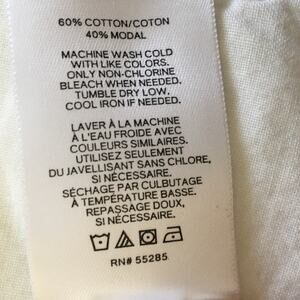 60% COTTON/COTON
40% MODAL
MACHINE WASH COLD
WITH LIKE COLORS.
ONLY NON-CHLORINE
BLEACH WHEN NEEDED.
TUMBLE DRY LOW.
COOL IRON IF NEEDED.
LAVER À LA MACHINE
À L'EAU FROIDE AVEC
COULEURS SIMILAIRES.
UTILISEZ SEULEMENT
DU JAVELLISANT SANS CHLORE,
SI NÉCESSAIRE.
SÉCHAGE PAR CULBUTAGE
À TEMPÉRATURE BASSE.
REPASSAGE DOUX,
SI NÉCESSAIRE.
RN# 55285